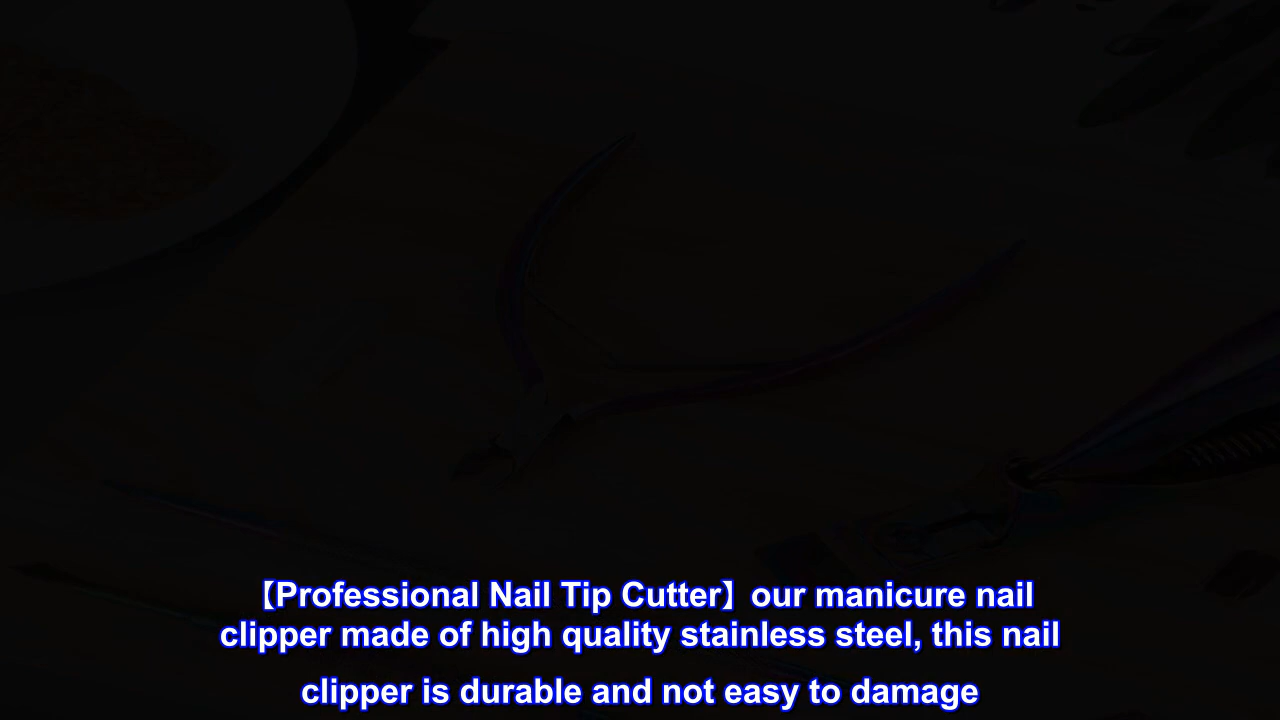 【Professional Nail Tip Cutter】our manicure nail
clipper made of high quality stainless steel, this nail
clipper is durable and not easy to damage